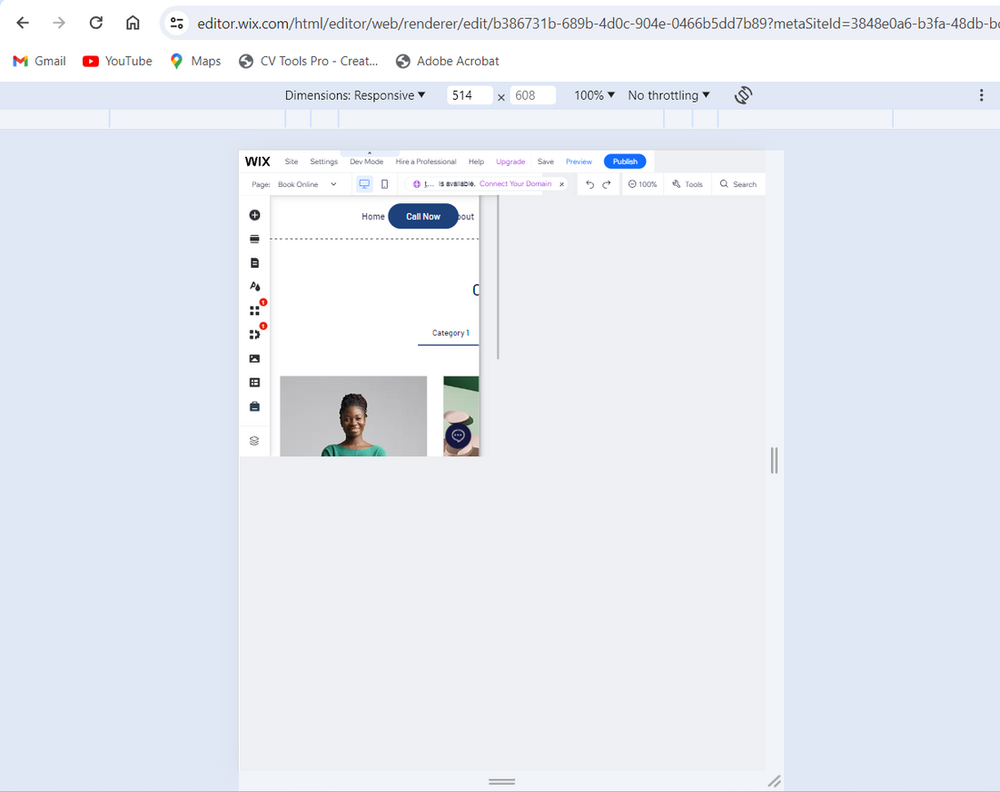 editor.wix.com/html/editor/web/renderer/edit/b386731b-689b-4d0c-904e-0466b5dd7b89?metaSiteId=3848e0a6-b3fa-48db-b
Gmail YouTube Maps CV Tools Pro - Creat... Adobe Acrobat
Dimensions: Responsive 514 × 608 100% No throttling
WIX Site Settings Dev Mode Hire a Professional Help Upgrade Save Preview Publish
Page: Book Online is available. Connect Your Domain × 100% Tools Search
Home Call Now bout
1
C
1
Category 1